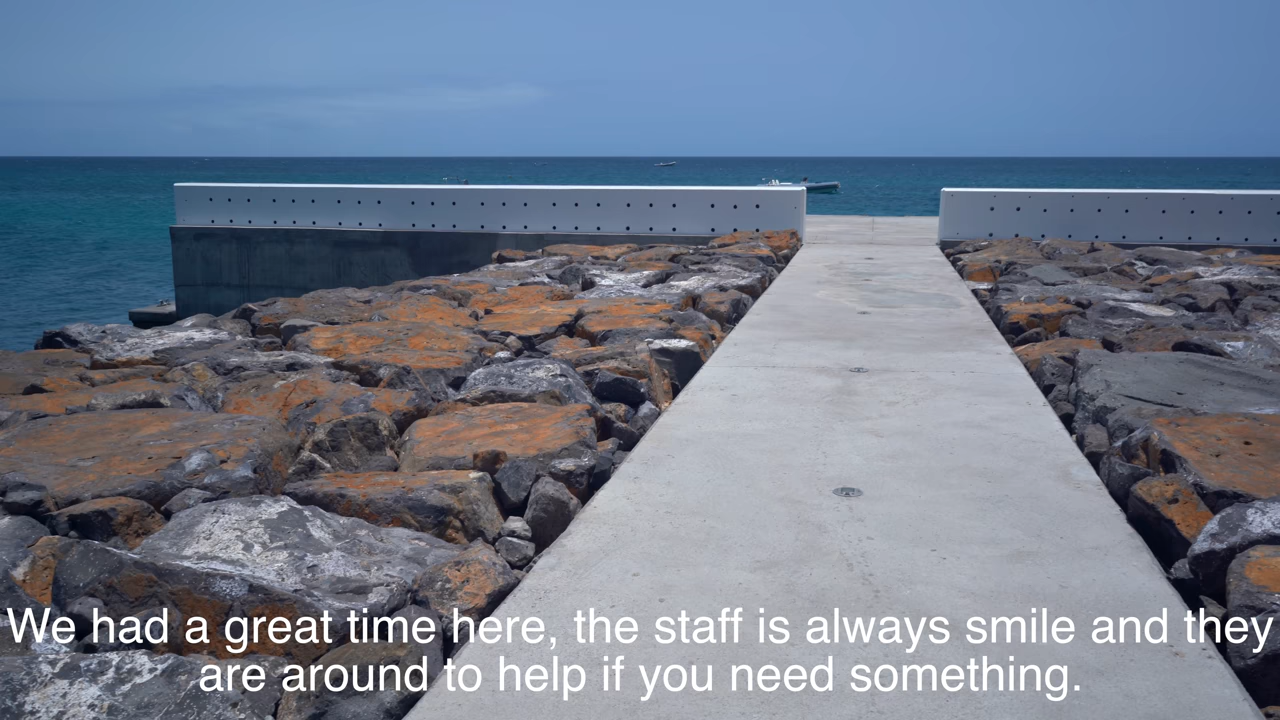 We had a great time here, the staff is always smile and they
are around to help if you need something.